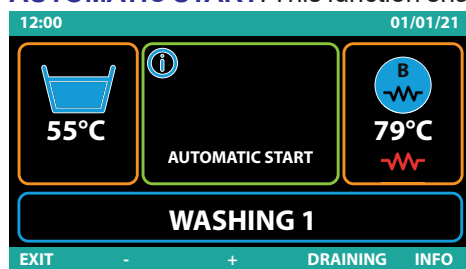 12:00 01/01/21
B
55°C 79°C
AUTOMATIC START
WASHING 1
EXIT - + DRAINING INFO